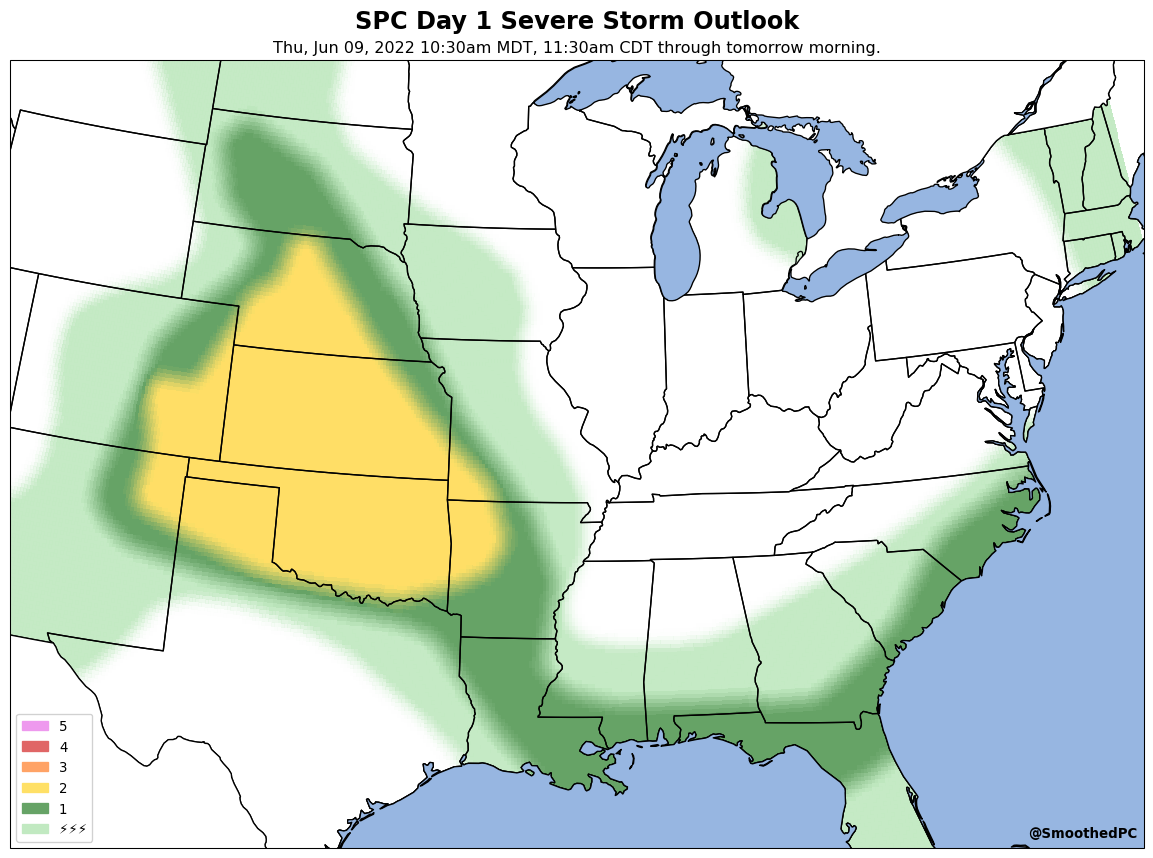 SPC Day 1 Severe Storm Outlook
Thu, Jun 09, 2022 10:30am MDT, 11:30am CDT through tomorrow morning.
5
4
3
2
1
⚡⚡⚡
@SmoothedPC